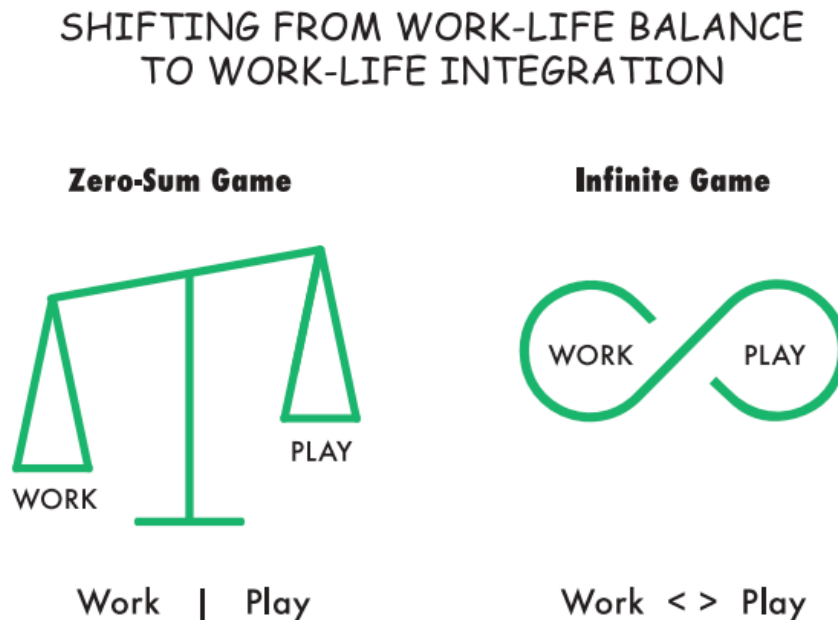 SHIFTING FROM WORK-LIFE BALANCE
TO WORK-LIFE INTEGRATION
Zero-Sum Game
WORK
PLAY
Work | Play
Infinite Game
WORK
PLAY
Work < > Play